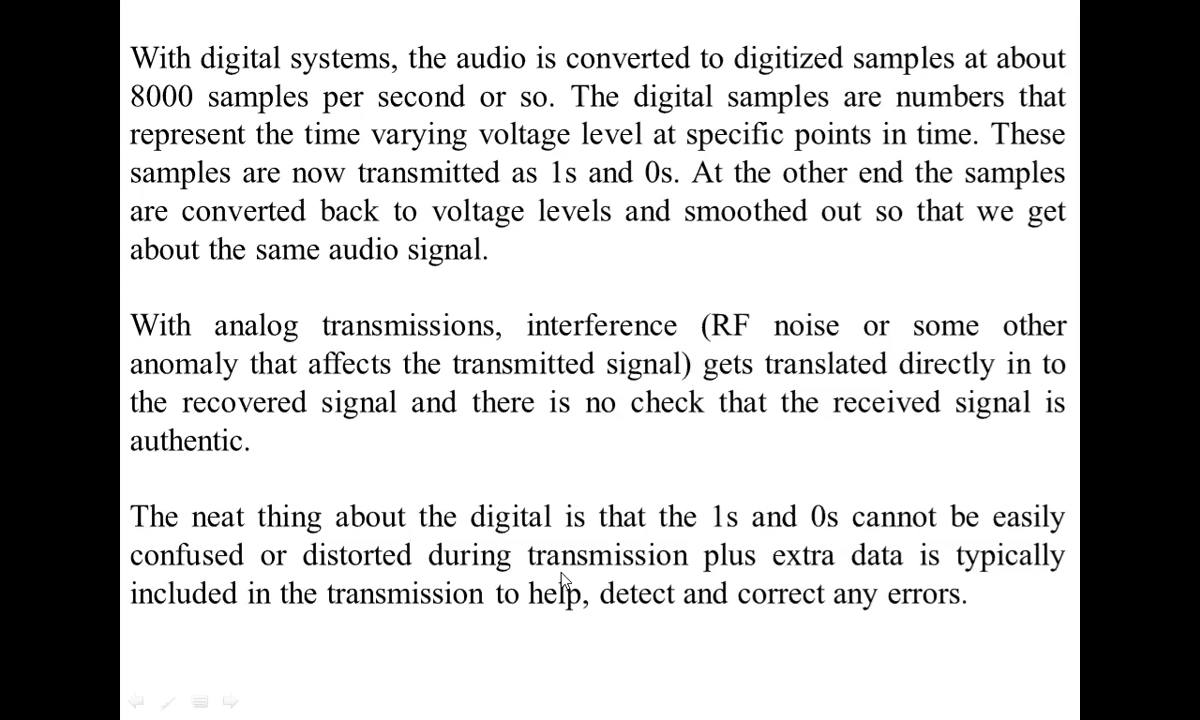 With digital systems, the audio is converted to digitized samples at about
8000 samples per second or so. The digital samples are numbers that
represent the time varying voltage level at specific points in time. These
samples are now transmitted as 1s and 0s. At the other end the samples
are converted back to voltage levels and smoothed out so that we get
about the same audio signal.
With analog transmissions, interference (RF noise or some other
anomaly that affects the transmitted signal) gets translated directly in to
the recovered signal and there is no check that the received signal is
authentic.
The neat thing about the digital is that the 1s and 0s cannot be easily
confused or distorted during transmission plus extra data is typically
included in the transmission to help, detect and correct any errors.